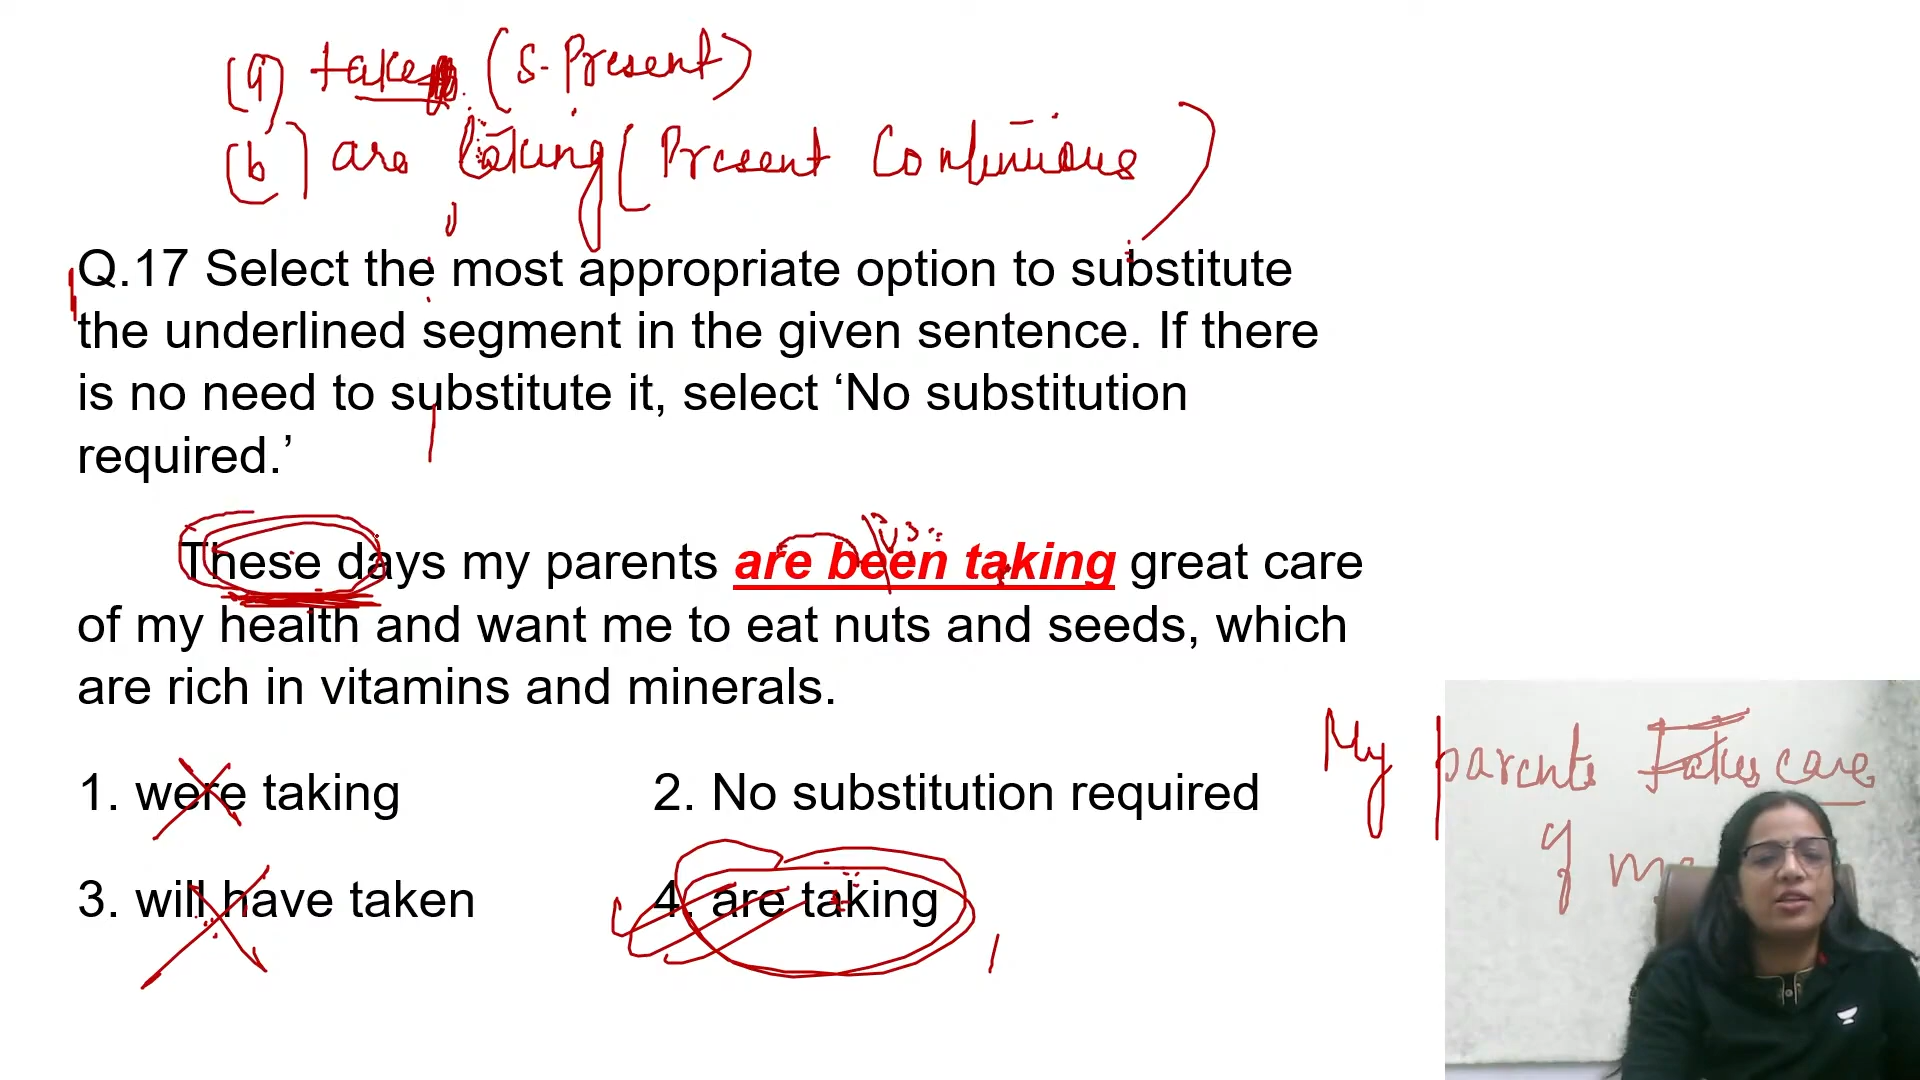 (a) take (S-Present)
(b) are taking (Present Continuious)
Q.17 Select the most appropriate option to substitute
the underlined segment in the given sentence. If there
is no need to substitute it, select ‘No substitution
required.’
These days my parents are been taking great care
of my health and want me to eat nuts and seeds, which
are rich in vitamins and minerals.
My parents takes care
of me
1. were taking 2. No substitution required
3. will have taken 4. are taking